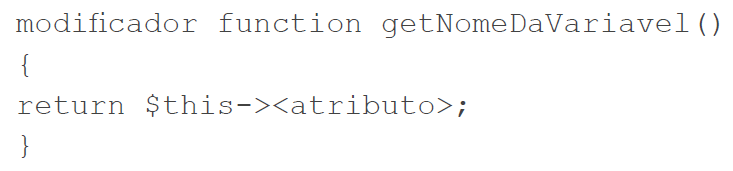 modificador function getNomeDaVariavel()
{
return $this-><atributo>;
}